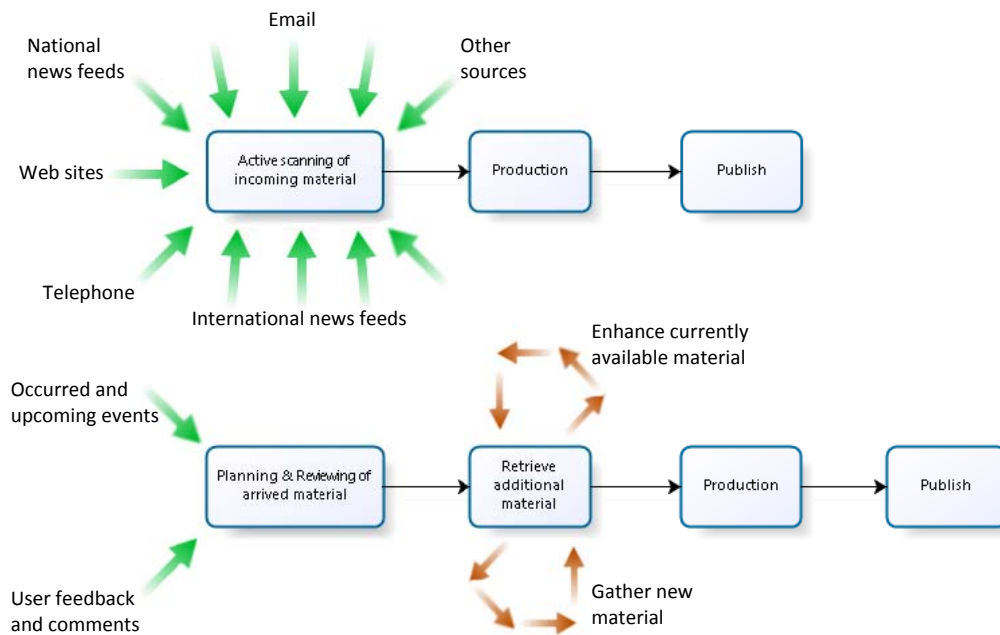 Email
National
news feeds
Other
sources
Web sites
Active scanning of
incoming material
Production
Publish
Telephone
International news feeds
Enhance currently
available material
Occurred and
upcoming events
Planning & Reviewing of
arrived material
Retrieve
additional
material
Production
Publish
User feedback
and comments
Gather new
material